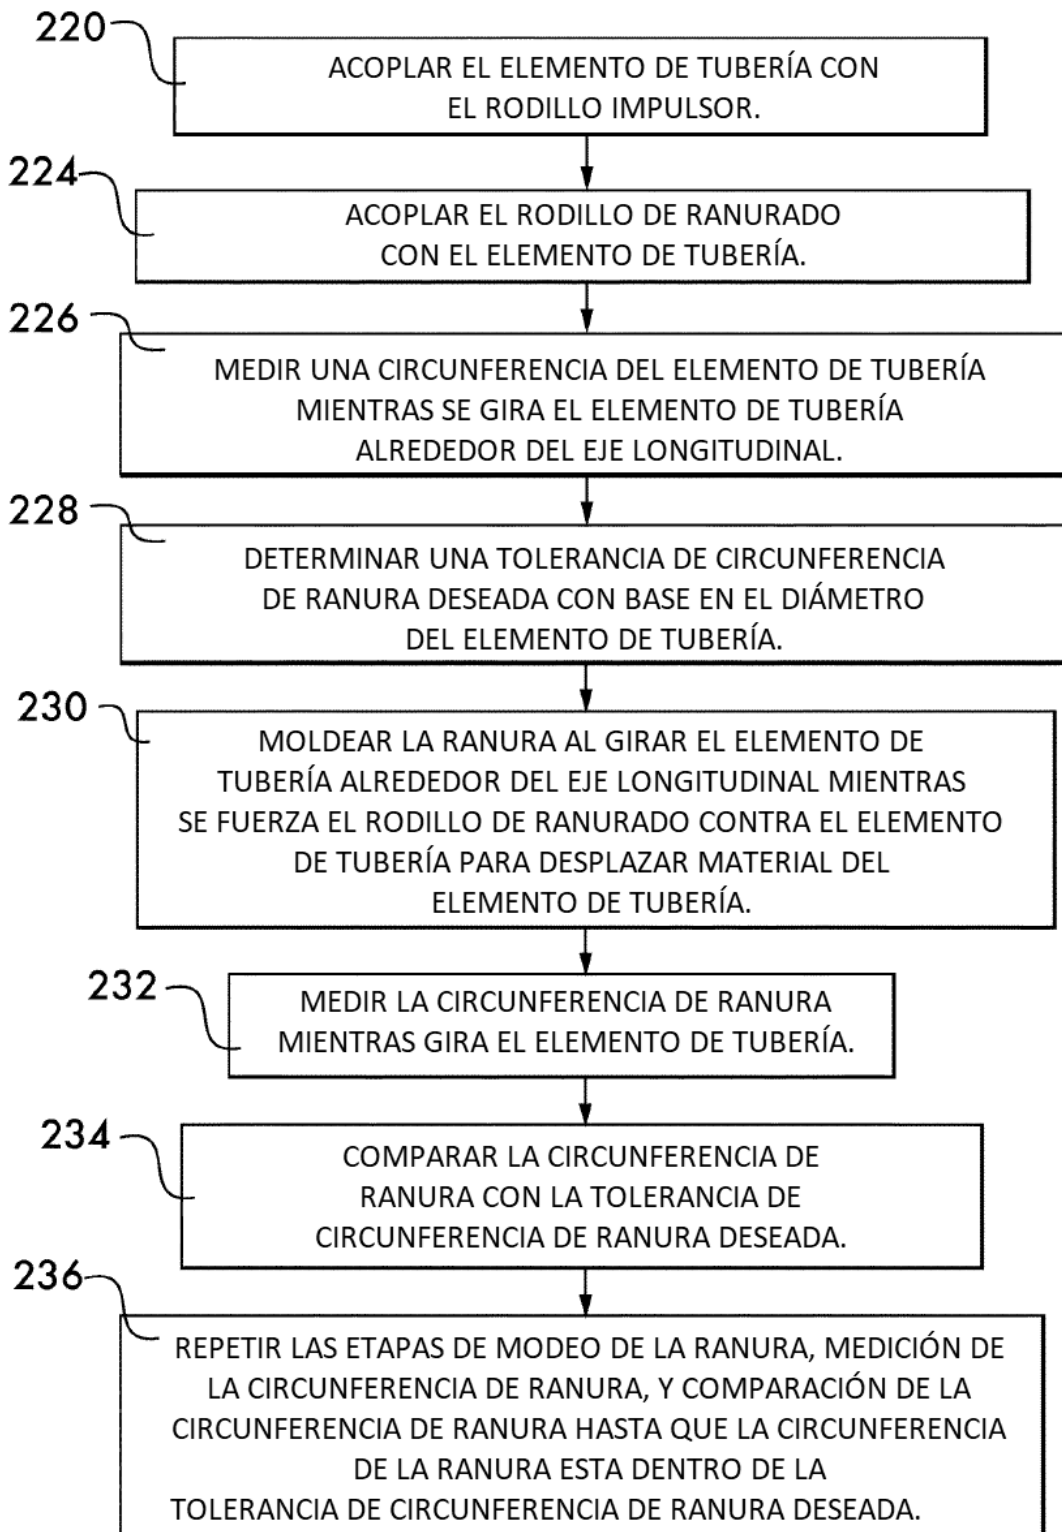 220
ACOPLAR EL ELEMENTO DE TUBERÍA CON
EL RODILLO IMPULSOR.
224
ACOPLAR EL RODILLO DE RANURADO
CON EL ELEMENTO DE TUBERÍA.
226
MEDIR UNA CIRCUNFERENCIA DEL ELEMENTO DE TUBERÍA
MIENTRAS SE GIRA EL ELEMENTO DE TUBERÍA
ALREDEDOR DEL EJE LONGITUDINAL.
228
DETERMINAR UNA TOLERANCIA DE CIRCUNFERENCIA
DE RANURA DESEADA CON BASE EN EL DIÁMETRO
DEL ELEMENTO DE TUBERÍA.
230
MOLDEAR LA RANURA AL GIRAR EL ELEMENTO DE
TUBERÍA ALREDEDOR DEL EJE LONGITUDINAL MIENTRAS
SE FUERZA EL RODILLO DE RANURADO CONTRA EL ELEMENTO
DE TUBERÍA PARA DESPLAZAR MATERIAL DEL
ELEMENTO DE TUBERÍA.
232
MEDIR LA CIRCUNFERENCIA DE RANURA
MIENTRAS GIRA EL ELEMENTO DE TUBERÍA.
234
COMPARAR LA CIRCUNFERENCIA DE
RANURA CON LA TOLERANCIA DE
CIRCUNFERENCIA DE RANURA DESEADA.
236
REPETIR LAS ETAPAS DE MODEO DE LA RANURA, MEDICIÓN DE
LA CIRCUNFERENCIA DE RANURA, Y COMPARACIÓN DE LA
CIRCUNFERENCIA DE RANURA HASTA QUE LA CIRCUNFERENCIA
DE LA RANURA ESTA DENTRO DE LA
TOLERANCIA DE CIRCUNFERENCIA DE RANURA DESEADA.